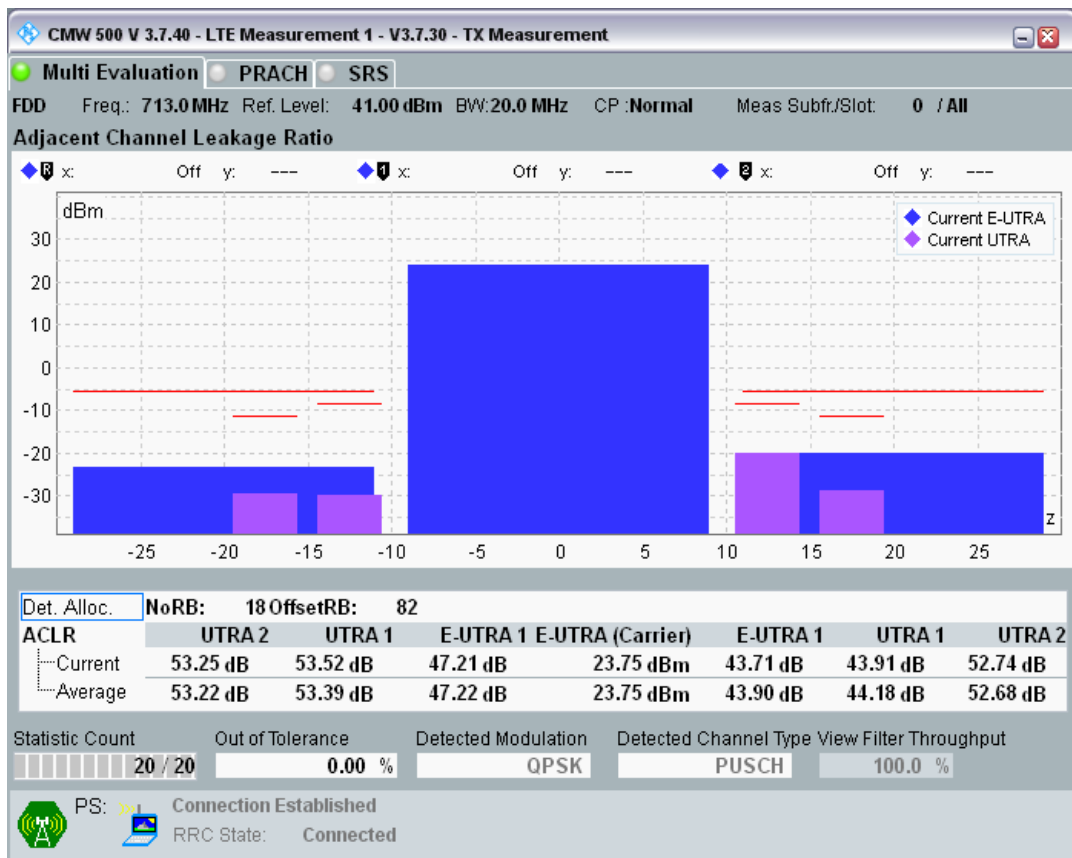 CMW 500 V 3.7.40 - LTE Measurement 1 - V3.7.30 - TX Measurement
Multi Evaluation PRACH SRS
FDD Freq.: 713.0 MHz Ref. Level: 41.00 dBm BW: 20.0 MHz CP : Normal Meas Subfr./Slot: 0 / All
Adjacent Channel Leakage Ratio
R x: Off y: --- 1 x: Off y: --- 2 x: Off y: ---
dBm
Current E-UTRA
Current UTRA
30
20
10
0
-10
-20
-30
z
-25 -20 -15 -10 -5 0 5 10 15 20 25
Det. Alloc. NoRB: 18 OffsetRB: 82
ACLR UTRA 2 UTRA 1 E-UTRA 1 E-UTRA (Carrier) E-UTRA 1 UTRA 1 UTRA 2
Current 53.25 dB 53.52 dB 47.21 dB 23.75 dBm 43.71 dB 43.91 dB 52.74 dB
Average 53.22 dB 53.39 dB 47.22 dB 23.75 dBm 43.90 dB 44.18 dB 52.68 dB
Statistic Count Out of Tolerance Detected Modulation Detected Channel Type View Filter Throughput
20 / 20 0.00 % QPSK PUSCH 100.0 %
PS: Connection Established
RRC State: Connected